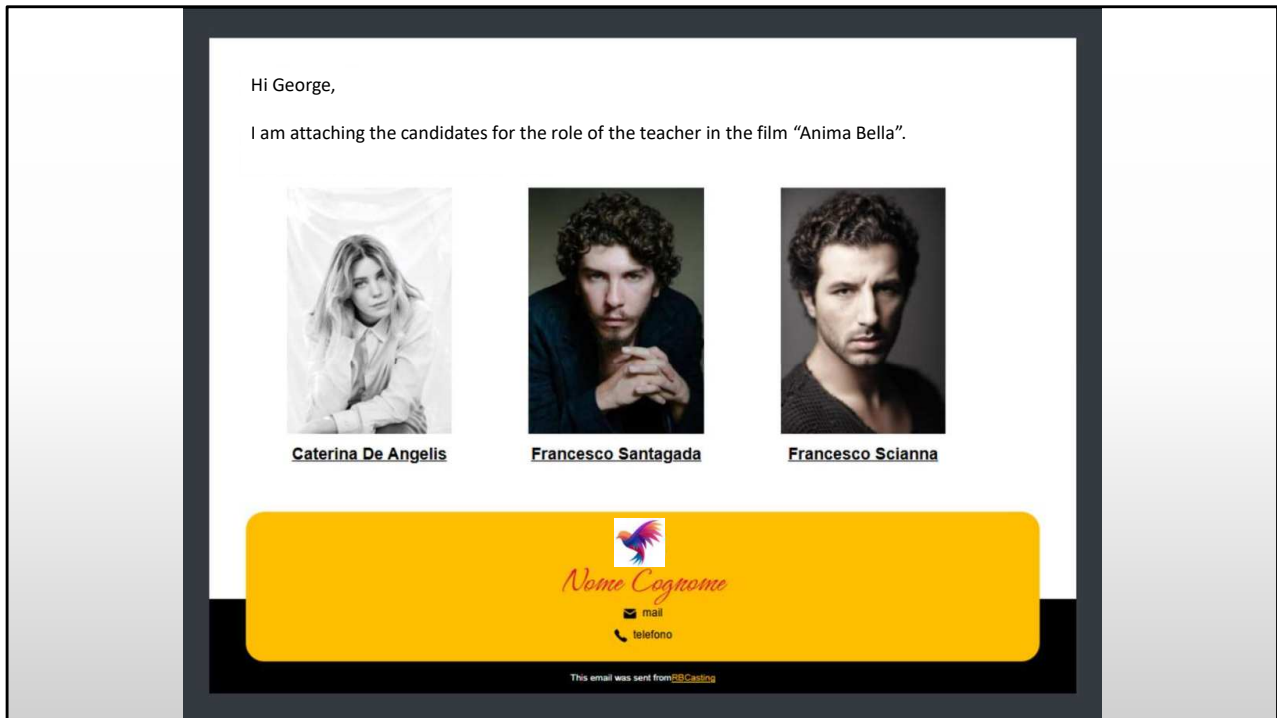 Hi George,
I am attaching the candidates for the role of the teacher in the film “Anima Bella”.
Caterina De Angelis
Francesco Santagada
Francesco Scianna
Nome Cognome
mail
telefono
This email was sent fromRBCasting